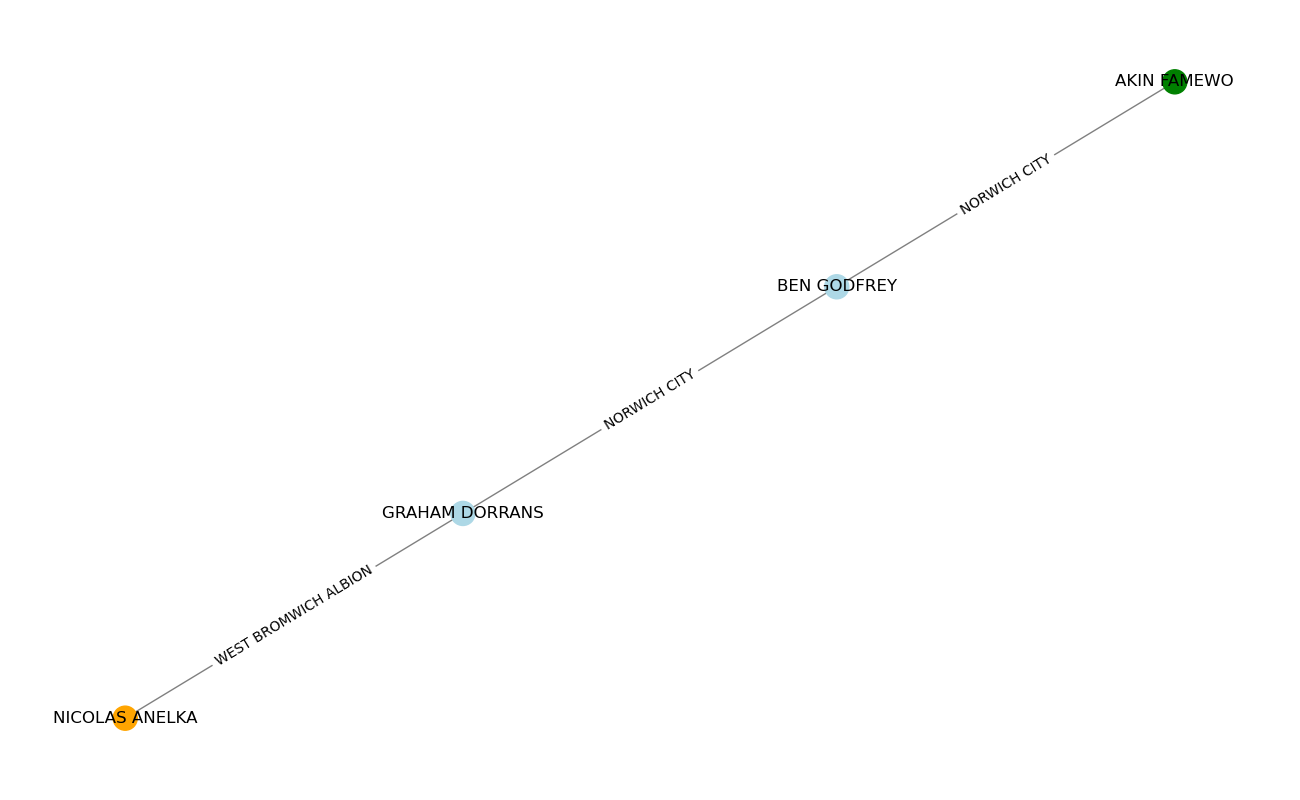 AKIN FAMEWO
NORWICH CITY
BEN GODFREY
NORWICH CITY
GRAHAM DORRANS
WEST BROMWICH ALBION
NICOLAS ANELKA